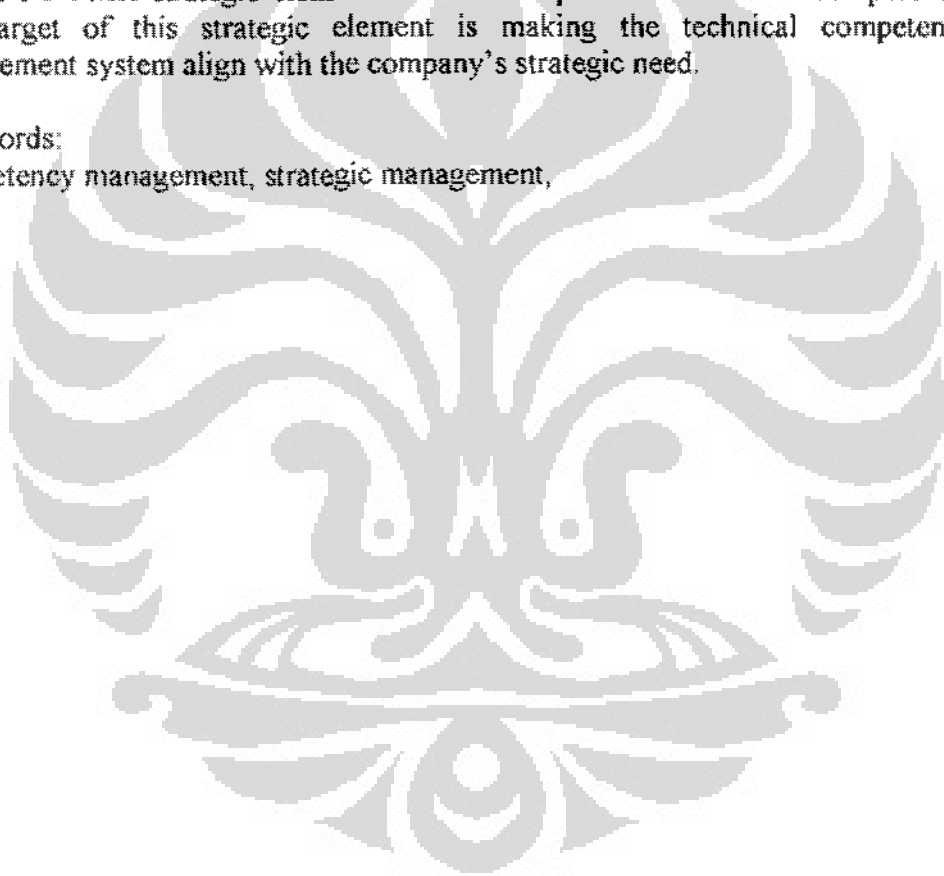 arget of this strategic element is making the technical competen
ement system align with the company's strategic need.
ords:
etency management, strategic management,